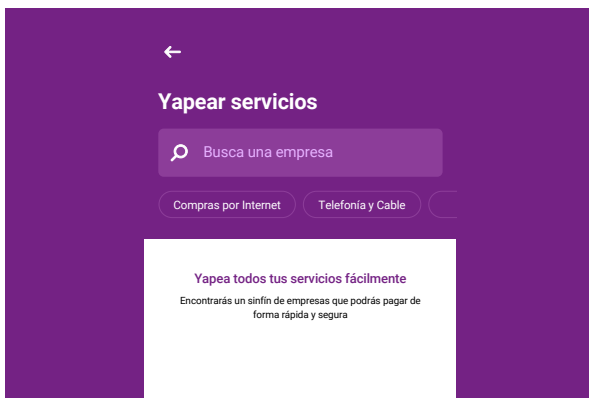 Yapear servicios
Busca una empresa
Compras por Internet
Telefonía y Cable
Yapea todos tus servicios fácilmente
Encontrarás un sinfín de empresas que podrás pagar de
forma rápida y segura